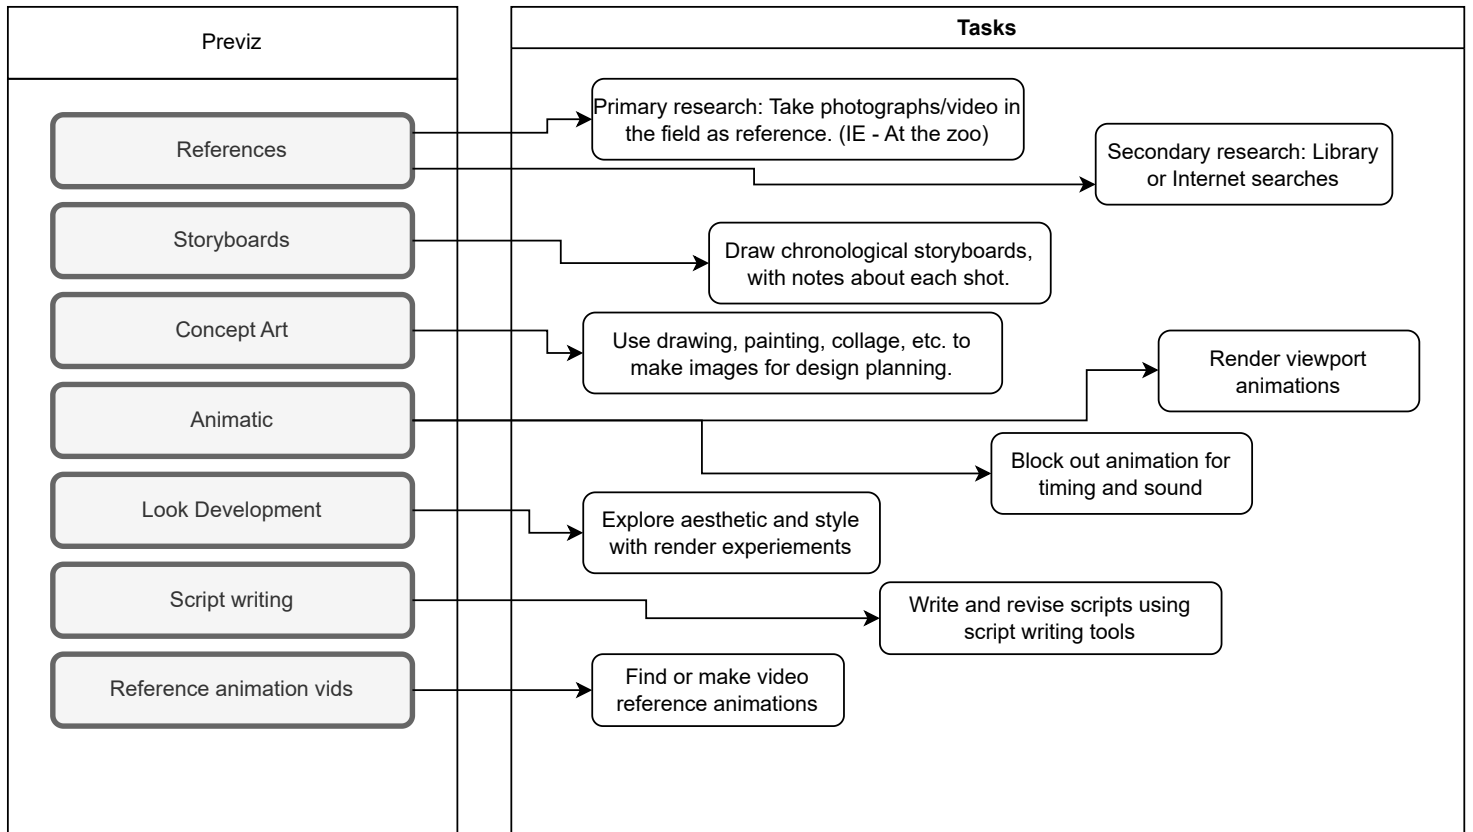 Previz
Tasks
References
Primary research: Take photographs/video in
the field as reference. (IE - At the zoo)
Secondary research: Library
or Internet searches
Storyboards
Draw chronological storyboards,
with notes about each shot.
Concept Art
Use drawing, painting, collage, etc. to
make images for design planning.
Animatic
Render viewport
animations
Block out animation for
timing and sound
Look Development
Explore aesthetic and style
with render experiements
Script writing
Write and revise scripts using
script writing tools
Reference animation vids
Find or make video
reference animations